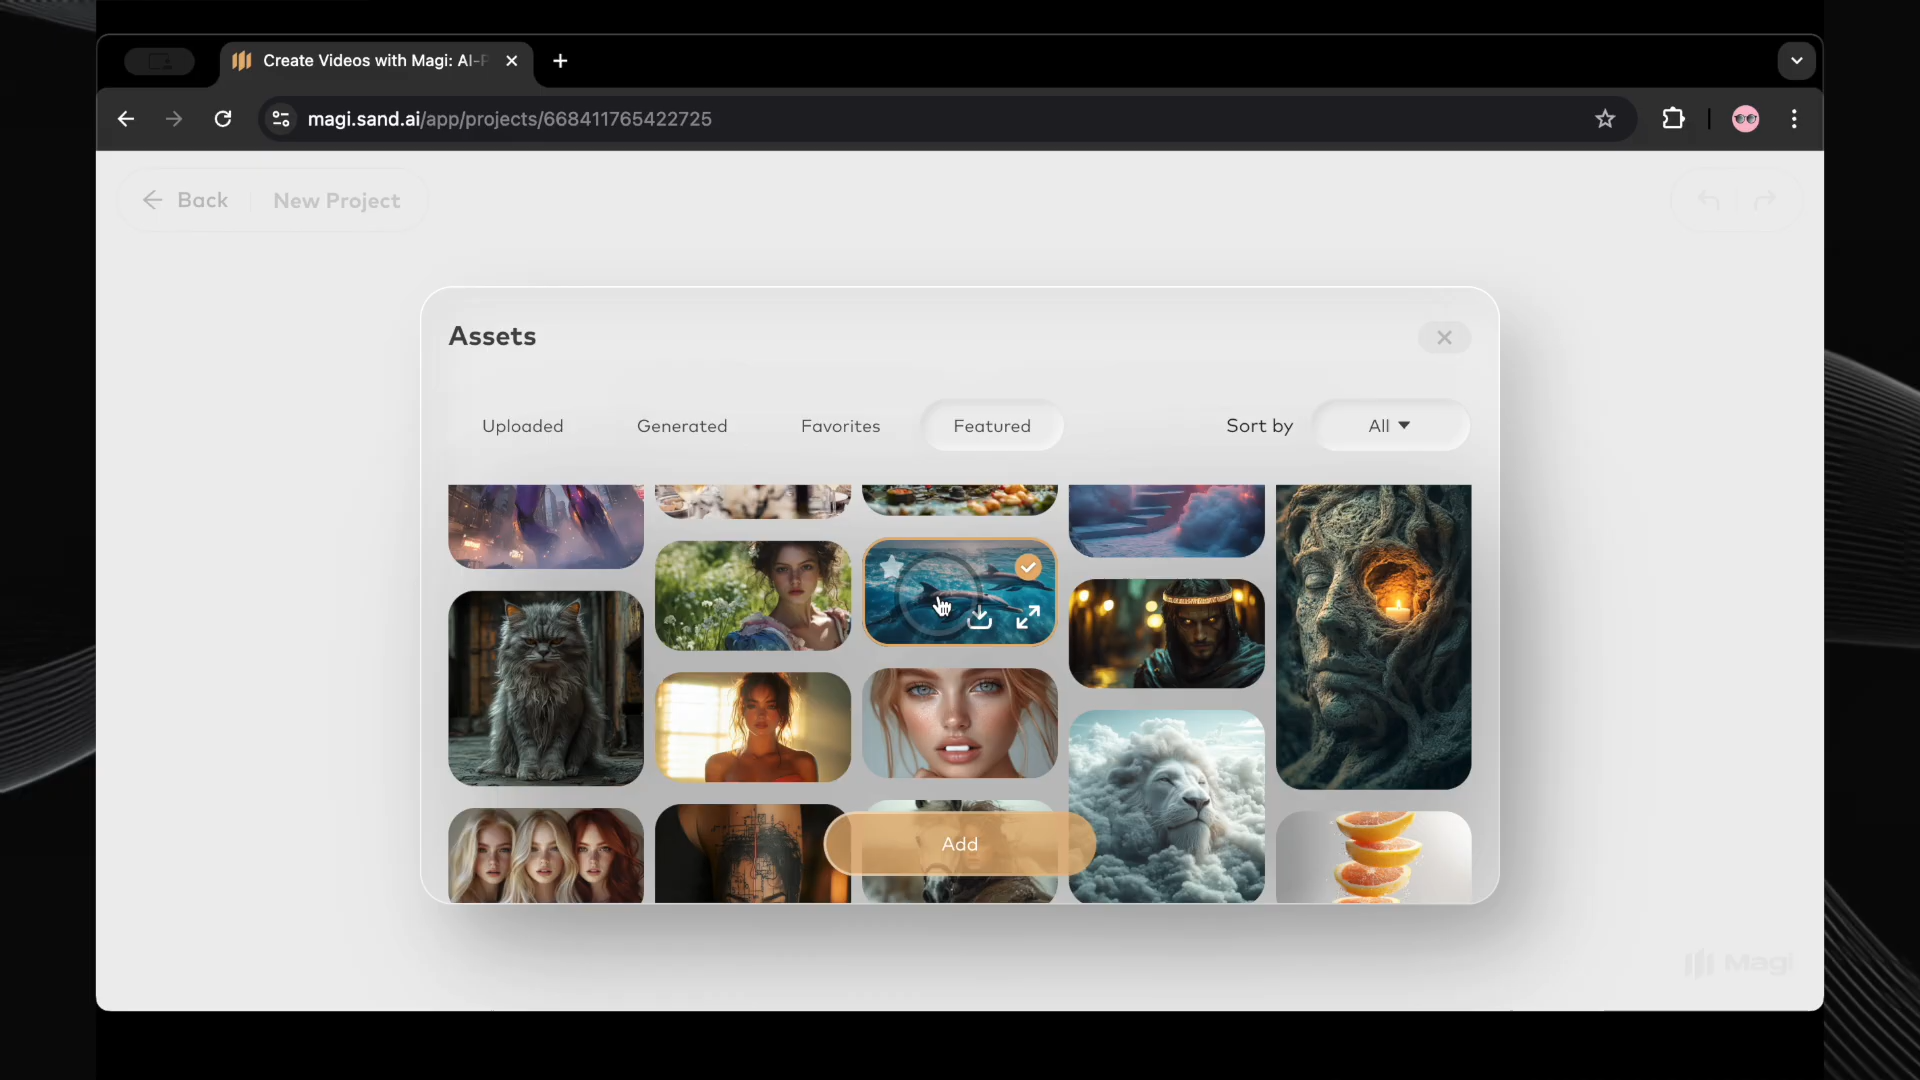 Create Videos with Magi: AI-P
magi.sand.ai/app/projects/668411765422725
Back
New Project
Assets
Uploaded
Generated
Favorites
Featured
Sort by
All
Add
Magi